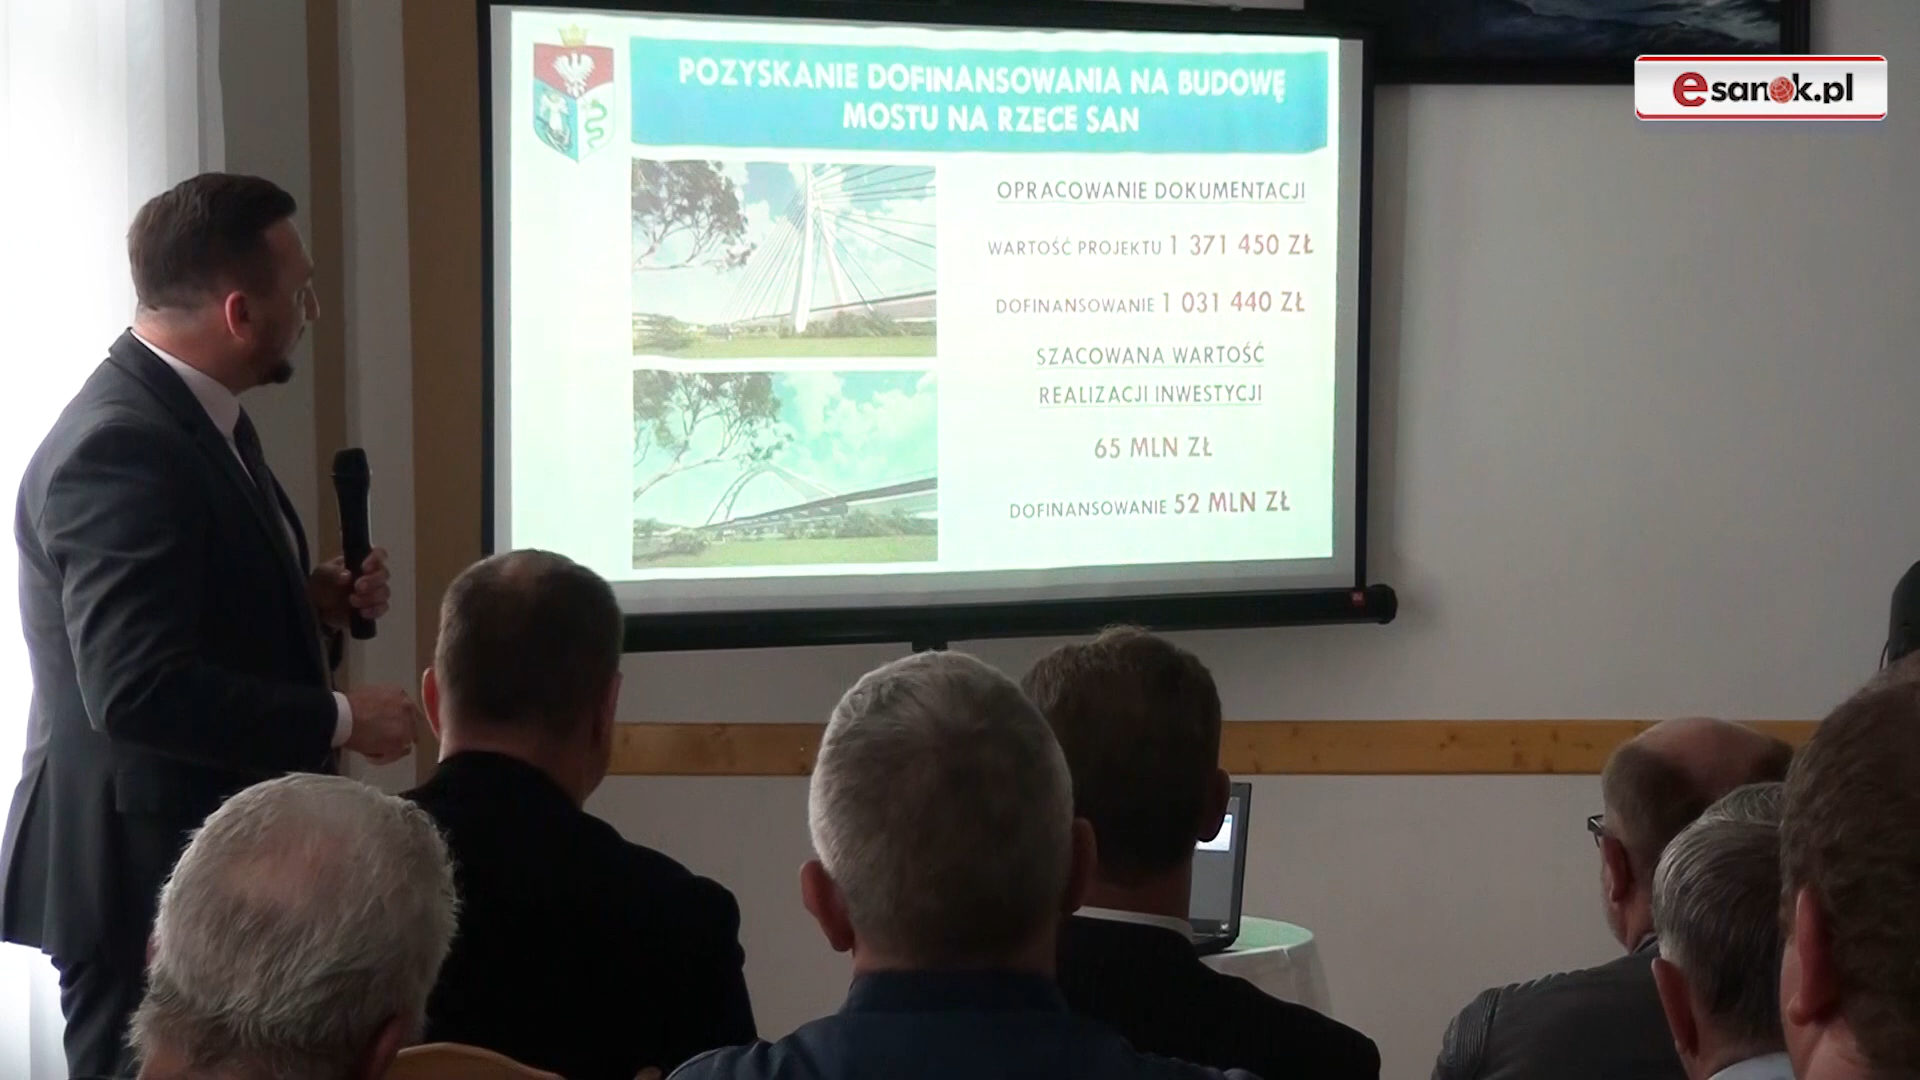 esanok.pl
POZYSKANIE DOFINANSOWANIA NA BUDOWĘ
MOSTU NA RZECE SAN
OPRACOWANIE DOKUMENTACJI
WARTOŚĆ PROJEKTU 1 371 450 ZŁ
DOFINANSOWANIE 1 031 440 ZŁ
SZACOWANA WARTOŚĆ
REALIZACJI INWESTYCJI
65 MLN ZŁ
DOFINANSOWANIE 52 MLN ZŁ